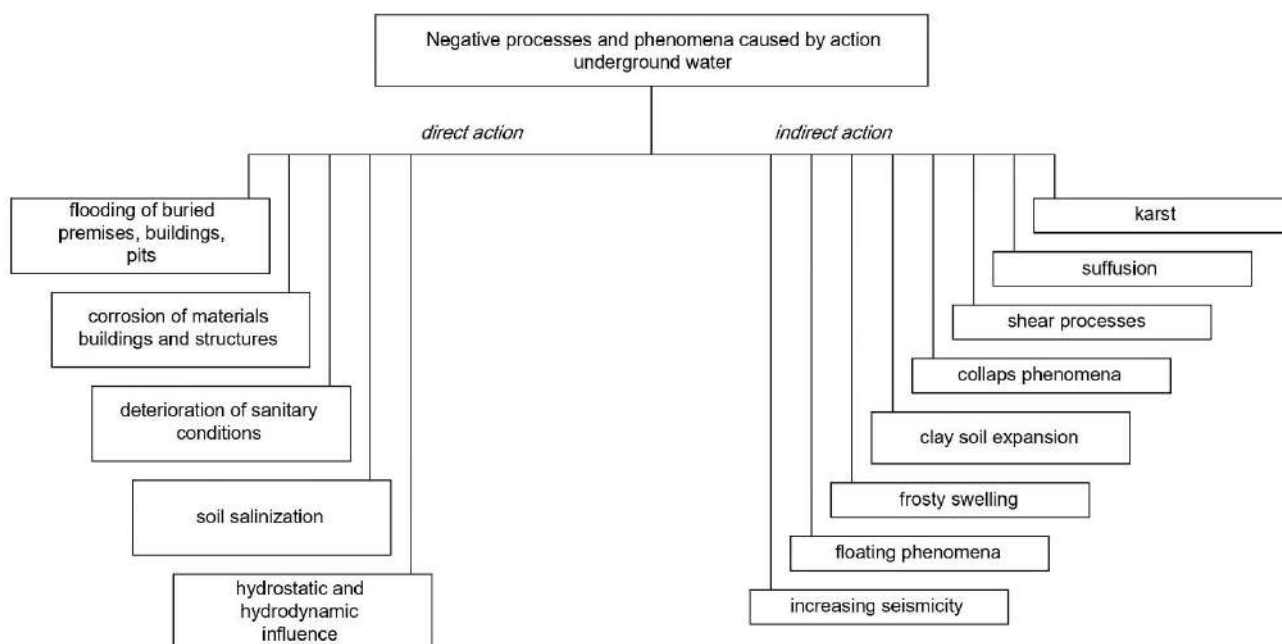 Negative processes and phenomena caused by action
underground water
direct action
indirect action
flooding of buried
premises, buildings,
pits
corrosion of materials
buildings and structures
deterioration of sanitary
conditions
soil salinization
hydrostatic and
hydrodynamic
influence
karst
suffusion
shear processes
collaps phenomena
clay soil expansion
frosty swelling
floating phenomena
increasing seismicity